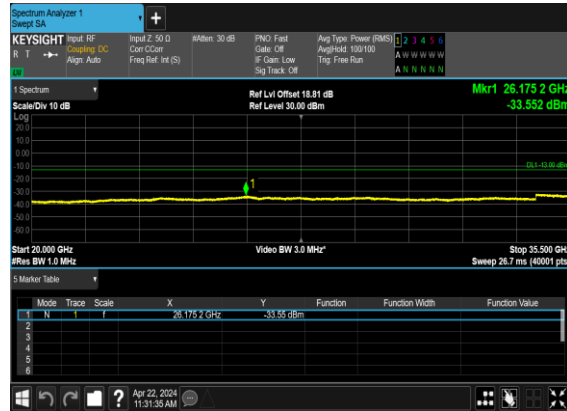 Spectrum Analyzer 1
Swept SA
+
KEYSIGHT Input: RF Input Z: 50 Ω #Atten: 30 dB PNO: Fast Avg Type: Power (RMS) 1 2 3 4 5 6
R T Coupling: DC Corr CCorr Gate: Off Avg|Hold: 100/100 A W W W W W
Align: Auto Freq Ref: Int (S) IF Gain: Low Trig: Free Run
Sig Track: Off A N N N N N
1 Spectrum Ref Lvl Offset 18.81 dB Mkr1 26.175 2 GHz
Scale/Div 10 dB Ref Level 30.00 dBm -33.552 dBm
Log
20.0
10.0
0.00
-10.0 DL1 -13.00 dBm
-20.0
-30.0 1
-40.0
-50.0
-60.0
Start 20.000 GHz Video BW 3.0 MHz* Stop 35.500 GHz
#Res BW 1.0 MHz Sweep 26.7 ms (40001 pts
5 Marker Table
Mode Trace Scale X Y Function Function Width Function Value
1 N 1 f 26.175 2 GHz -33.55 dBm
2
3
4
5
6
? Apr 22, 2024
11:31:35 AM